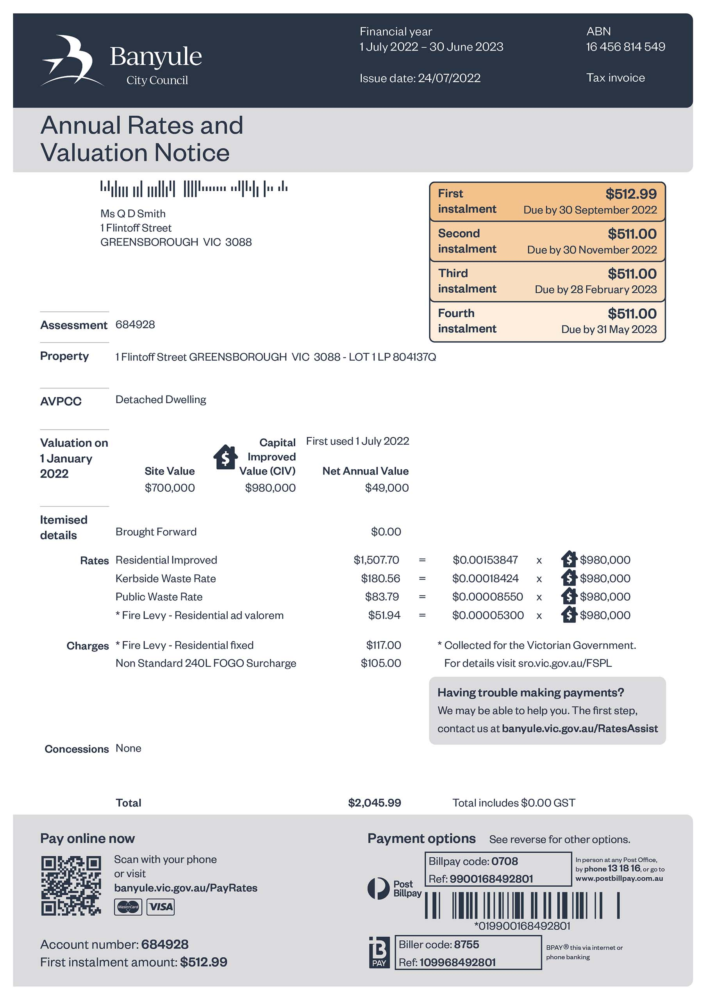 Banyule
City Council
Financial year
1 July 2022 – 30 June 2023
Issue date: 24/07/2022
ABN
16 456 814 549
Tax invoice
Annual Rates and
Valuation Notice
Ms Q D Smith
1 Flintoff Street
GREENSBOROUGH VIC 3088
First $512.99
instalment Due by 30 September 2022
Second $511.00
instalment Due by 30 November 2022
Third $511.00
instalment Due by 28 February 2023
Fourth $511.00
instalment Due by 31 May 2023
Assessment 684928
Property 1 Flintoff Street GREENSBOROUGH VIC 3088 - LOT 1 LP 804137Q
AVPCC Detached Dwelling
Valuation on
1 January
2022
First used 1 July 2022
Site Value
$700,000
$
Capital
Improved
Value (CIV)
$980,000
Net Annual Value
$49,000
Itemised
details
Brought Forward $0.00
Rates Residential Improved $1,507.70 = $0.00153847 x $ $980,000
Kerbside Waste Rate $180.56 = $0.00018424 x $ $980,000
Public Waste Rate $83.79 = $0.00008550 x $ $980,000
* Fire Levy - Residential ad valorem $51.94 = $0.00005300 x $ $980,000
Charges * Fire Levy - Residential fixed $117.00 * Collected for the Victorian Government.
Non Standard 240L FOGO Surcharge $105.00 For details visit sro.vic.gov.au/FSPL
Having trouble making payments?
We may be able to help you. The first step,
contact us at banyule.vic.gov.au/RatesAssist
Concessions None
Total $2,045.99 Total includes $0.00 GST
Pay online now
Scan with your phone
or visit
banyule.vic.gov.au/PayRates
MasterCard VISA
Account number: 684928
First instalment amount: $512.99
Payment options See reverse for other options.
Post
Billpay
Billpay code: 0708
Ref: 9900168492801
In person at any Post Office,
by phone 13 18 16, or go to
www.postbillpay.com.au
*019900168492801
B
PAY
Biller code: 8755
Ref: 109968492801
BPAY® this via internet or
phone banking